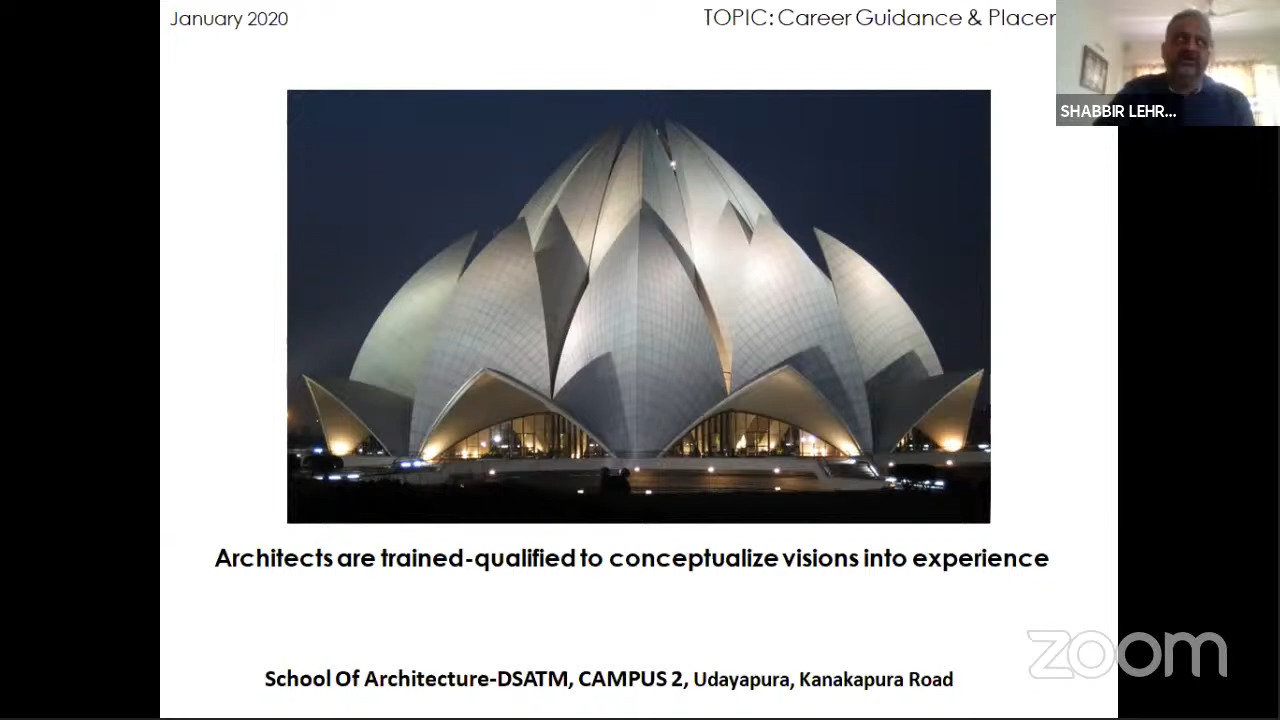 January 2020
TOPIC: Career Guidance & Placer
SHABBIR LEHR...
Architects are trained-qualified to conceptualize visions into experience
School Of Architecture-DSATM, CAMPUS 2, Udayapura, Kanakapura Road
zoom